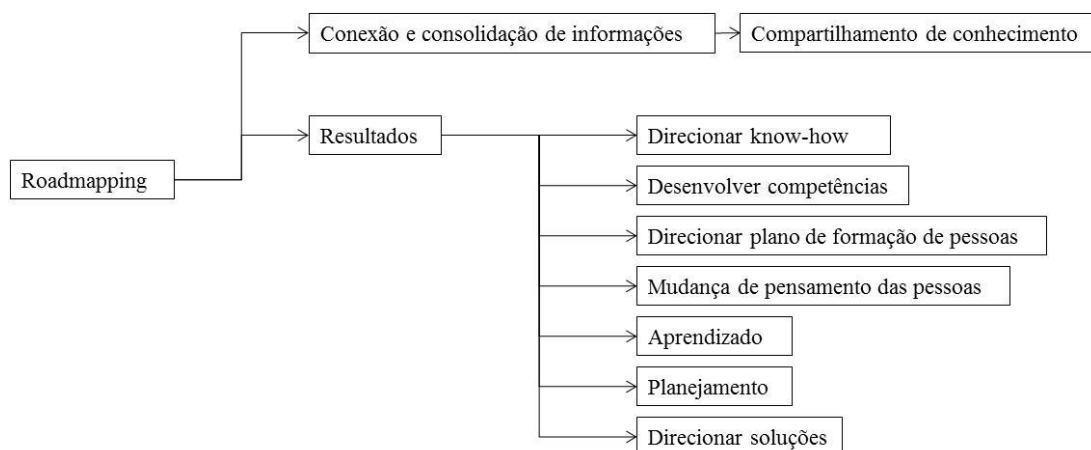 Conexão e consolidação de informações
Compartilhamento de conhecimento
Resultados
Direcionar know-how
Roadmapping
Desenvolver competências
Direcionar plano de formação de pessoas
Mudança de pensamento das pessoas
Aprendizado
Planejamento
Direcionar soluções